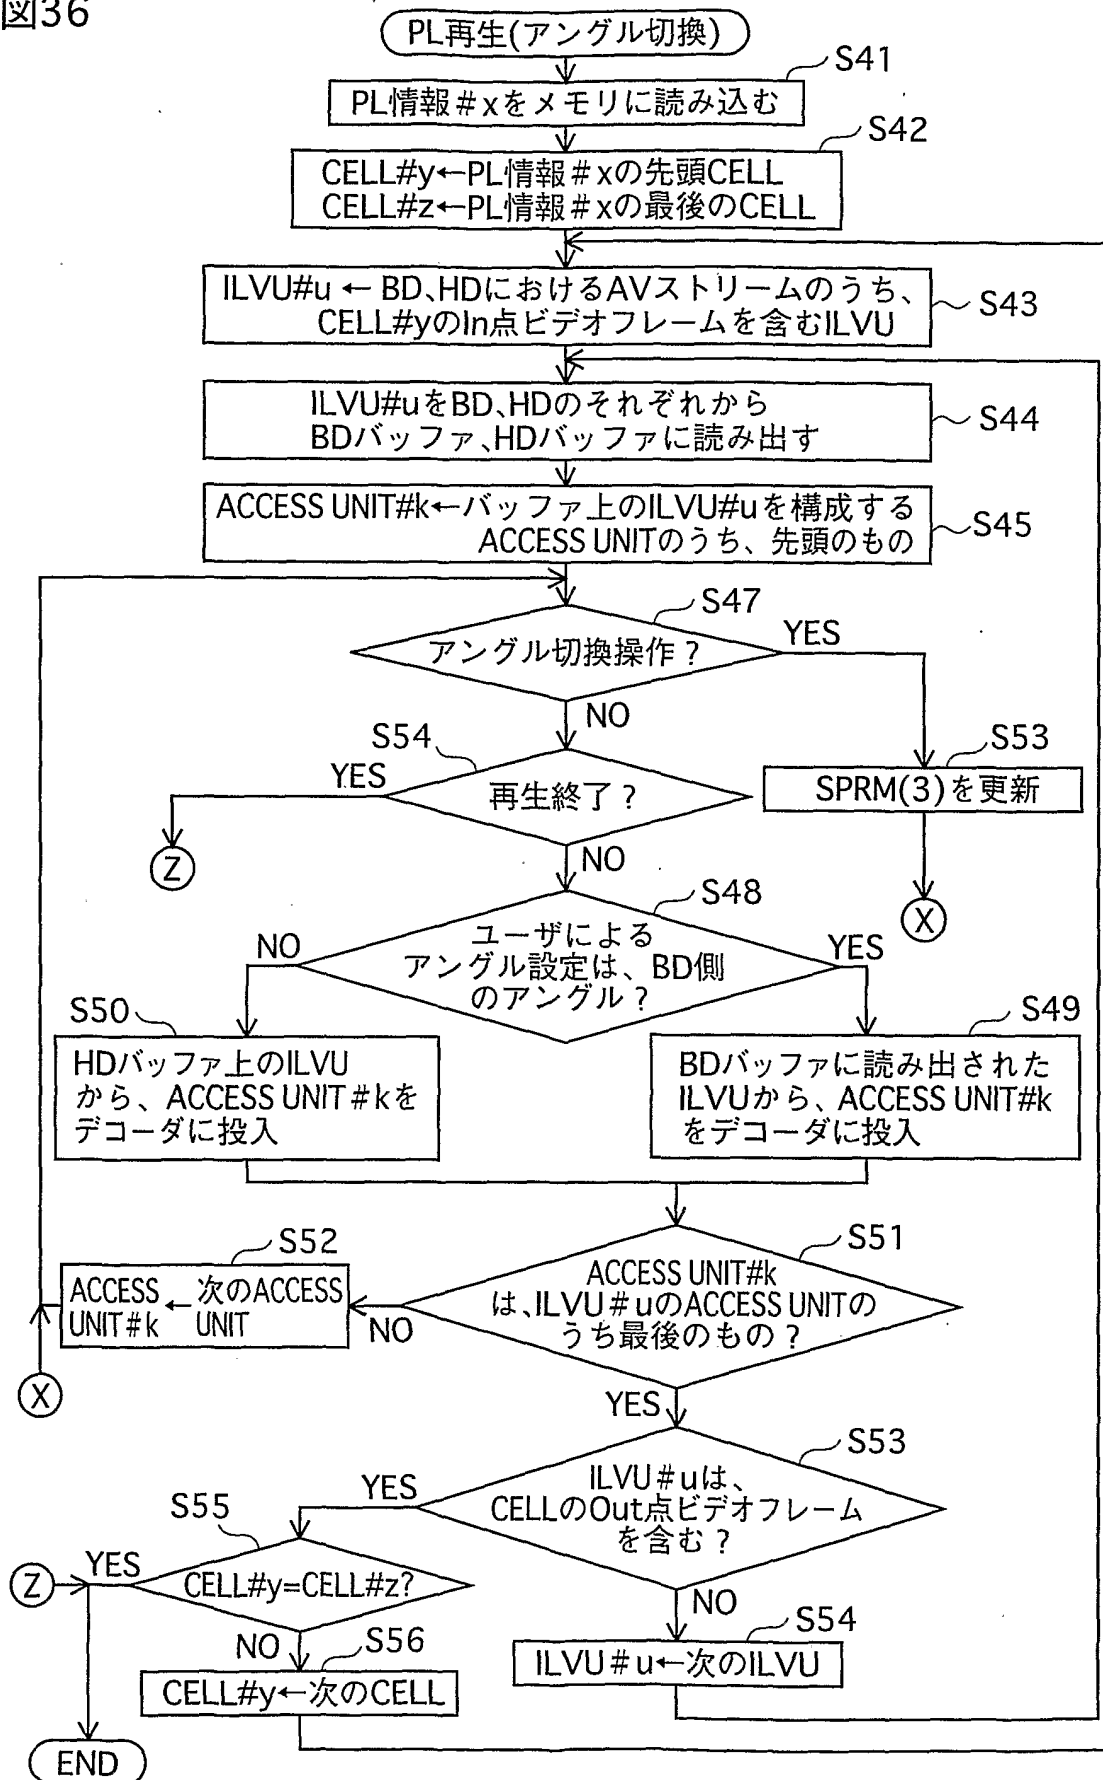 図36
PL再生(アングル切換)
S41
PL情報#xをメモリに読み込む
S42
CELL#y←PL情報#xの先頭CELL
CELL#z←PL情報#xの最後のCELL
ILVU#u ← BD、HDにおけるAVストリームのうち、
CELL#yのIn点ビデオフレームを含むILVU
S43
ILVU#uをBD、HDのそれぞれから
BDバッファ、HDバッファに読み出す
S44
ACCESS UNIT#k←バッファ上のILVU#uを構成する
ACCESS UNITのうち、先頭のもの
S45
S47
アングル切換操作？
YES
NO
S54
YES
再生終了？
S53
SPRM(3)を更新
Z
NO
X
S48
NO
ユーザによる
アングル設定は、BD側
のアングル？
YES
S50
HDバッファ上のILVU
から、ACCESS UNIT#kを
デコーダに投入
S49
BDバッファに読み出された
ILVUから、ACCESS UNIT#k
をデコーダに投入
S52
ACCESS
UNIT#k
←
次のACCESS
UNIT
S51
ACCESS UNIT#k
は、ILVU#uのACCESS UNITの
うち最後のもの？
NO
X
YES
S53
ILVU#uは、
CELLのOut点ビデオフレーム
を含む？
YES
S55
Z
YES
CELL#y=CELL#z?
NO
NO
S56
CELL#y←次のCELL
S54
ILVU#u←次のILVU
END